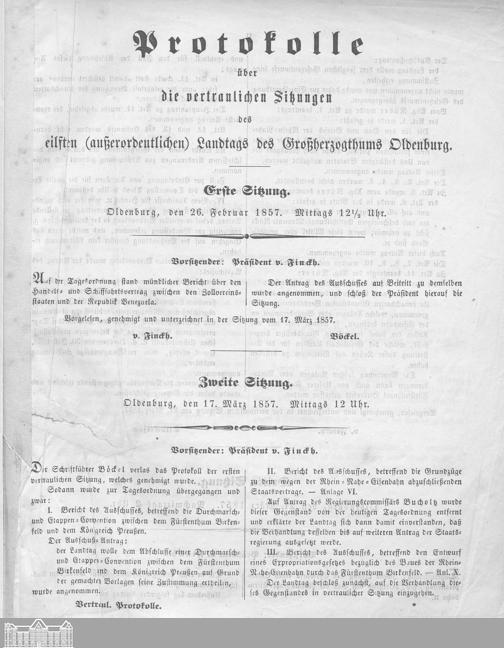 Protokolle
über
die vertraulichen Sitzungen
des
eilften (außerordentlichen) Landtags des Großherzogthums Oldenburg.
Erste Sitzung.
Oldenburg, den 26. Februar 1857. Mittags 12½ Uhr.
Vorsitzender: Präsident v. Finckh.
Auf der Tagesordnung stand mündlicher Bericht über den
Handels- und Schifffahrtsvertrag zwischen den Zollvereins-
staaten und der Republik Venezuela.
Der Antrag des Ausschusses auf Beitritt zu demselben
wurde angenommen, und schloß der Präsident hierauf die
Sitzung.
Vorgelesen, genehmigt und unterzeichnet in der Sitzung vom 17. März 1857.
v. Finckh. Böckel.
Zweite Sitzung.
Oldenburg, den 17. März 1857. Mittags 12 Uhr.
Vorsitzender: Präsident v. Finckh.
Der Schriftführer Böckel verlas das Protokoll der ersten
vertraulichen Sitzung, welches genehmigt wurde.
Sodann wurde zur Tagesordnung übergegangen und
zwar:
I. Bericht des Ausschusses, betreffend die Durchmarsch-
und Etappen-Convention zwischen dem Fürstenthum Birken-
feld und dem Königreich Preußen.
Der Ausschuß-Antrag:
der Landtag wolle dem Abschlusse einer Durchmarsch-
und Etappen-Convention zwischen dem Fürstenthum
Birkenfeld und dem Königreich Preußen auf Grund
der gemachten Vorlagen seine Zustimmung ertheilen,
wurde angenommen.
II. Bericht des Ausschusses, betreffend die Grundzüge
zu dem wegen der Rhein-Nahe-Eisenbahn abzuschließenden
Staatsvertrage. — Anlage VI.
Auf Antrag des Regierungscommissärs Bucholtz wurde
dieser Gegenstand von der heutigen Tagesordnung entfernt
und erklärte der Landtag sich dann damit einverstanden, daß
die Verhandlung desselben bis auf weiteren Antrag der Staats-
regierung ausgesetzt werde.
III. Bericht des Ausschusses, betreffend den Entwurf
eines Expropriationsgesetzes bezüglich des Baues der Rhein-
Nahe-Eisenbahn durch das Fürstenthum Birkenfeld. — Anl. X.
Der Landtag beschloß zunächst, auf die Verhandlung die-
ses Gegenstandes in vertraulicher Sitzung einzugehen.
Vertraul. Protokolle.